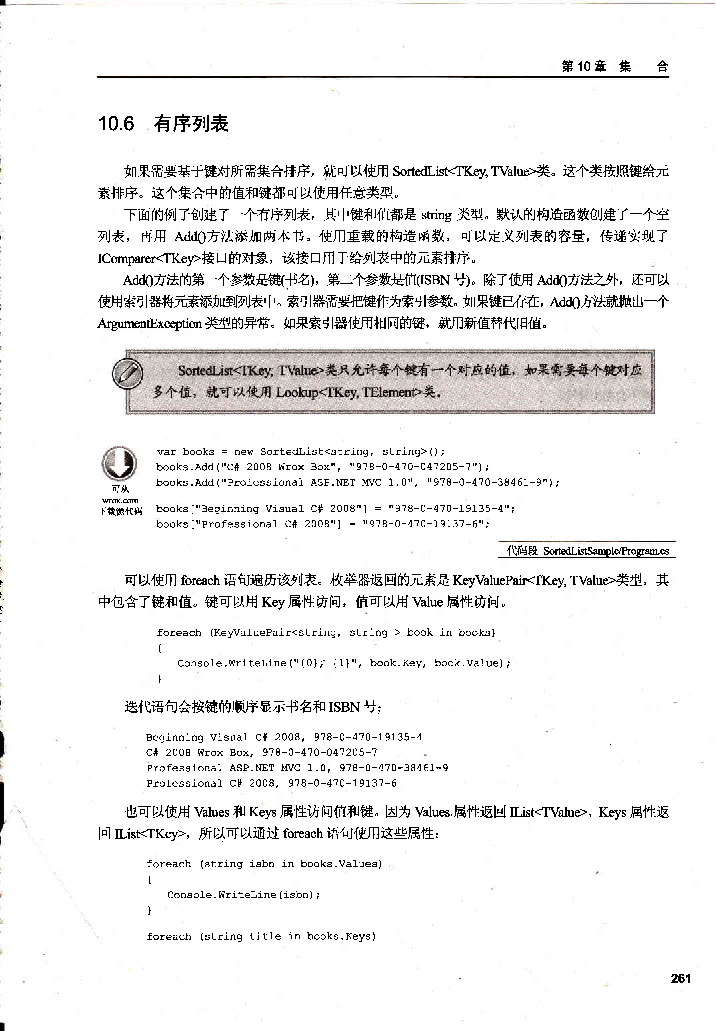 第10章 集 合
10.6 有序列表
如果需要基于键对所需集合排序，就可以使用 SortedList<TKey, TValue>类。这个类按照键给元
素排序。这个集合中的值和键都可以使用任意类型。
下面的例子创建了一个有序列表，其中键和值都是 string 类型。默认的构造函数创建了一个空
列表，再用 Add()方法添加两本书。使用重载的构造函数，可以定义列表的容量，传递实现了
IComparer<TKey>接口的对象，该接口用于给列表中的元素排序。
Add()方法的第一个参数是键(书名)，第二个参数是值(ISBN 号)。除了使用 Add()方法之外，还可以
使用索引器将元素添加到列表中。索引器需要把键作为索引参数。如果键已存在，Add()方法就抛出一个
ArgumentException 类型的异常。如果索引器使用相同的键，就用新值替代旧值。
SortedList<TKey, TValue>类只允许每个键有一个对应的值，如果需要每个键对应
多个值，就可以使用 Lookup<TKey, TElement>类。
var books = new SortedList<string, string>();
books.Add("C# 2008 Wrox Box", "978-0-470-047205-7");
books.Add("Professional ASP.NET MVC 1.0", "978-0-470-38461-9");
可从
wrox.com
下载源代码
books["Beginning Visual C# 2008"] = "978-0-470-19135-4";
books["Professional C# 2008"] = "978-0-470-19137-6";
代码段 SortedListSample/Program.cs
可以使用 foreach 语句遍历该列表。枚举器返回的元素是 KeyValuePair<TKey, TValue>类型，其
中包含了键和值。键可以用 Key 属性访问，值可以用 Value 属性访问。
foreach (KeyValuePair<string, string > book in books)
{
Console.WriteLine("{0}, {1}", book.Key, book.Value);
}
迭代语句会按键的顺序显示书名和 ISBN 号：
Beginning Visual C# 2008, 978-0-470-19135-4
C# 2008 Wrox Box, 978-0-470-047205-7
Professional ASP.NET MVC 1.0, 978-0-470-38461-9
Professional C# 2008, 978-0-470-19137-6
也可以使用 Values 和 Keys 属性访问值和键。因为 Values 属性返回 IList<TValue>，Keys 属性返
回 IList<TKey>，所以可以通过 foreach 语句使用这些属性：
foreach (string isbn in books.Values)
{
Console.WriteLine(isbn);
}
foreach (string title in books.Keys)
261